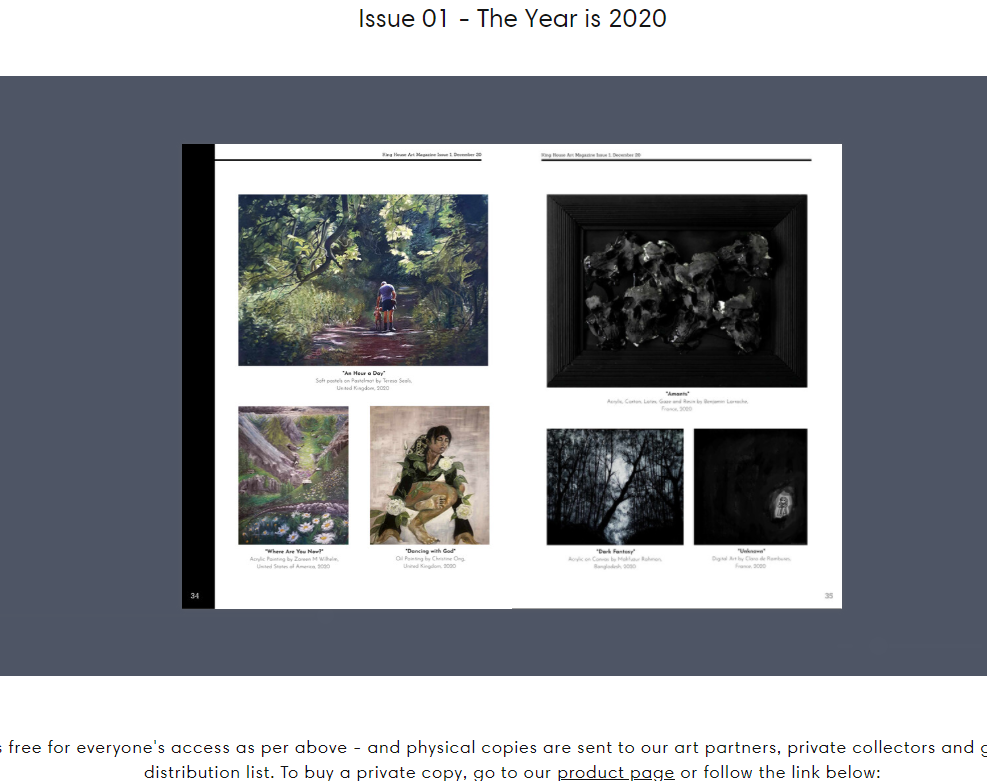 Issue 01 - The Year is 2020
King House Art Magazine Issue 1, December 20
King House Art Magazine Issue 1, December 20
"An Hour a Day"
Soft pastels on Pastelmat by Teresa
United Kingdom, 2020
"Amants"
Acrylic, Cotton, Latex, Gaze and Resin by Benjamin
France, 2020
"Where Are You Now?"
Acrylic Painting by Zareen M Wilhelm,
United States of America, 2020
"Dancing with God"
Oil Painting by Christine Ong,
United Kingdom, 2020
"Dark Fantasy"
Acrylic on Canvas by Mahfuzur Rahman,
Bangladesh, 2020
"Unknown"
Digital Art by Clara de
France, 2020
34
35
s free for everyone's access as per above - and physical copies are sent to our art partners, private collectors and g
distribution list. To buy a private copy, go to our product page or follow the link below: